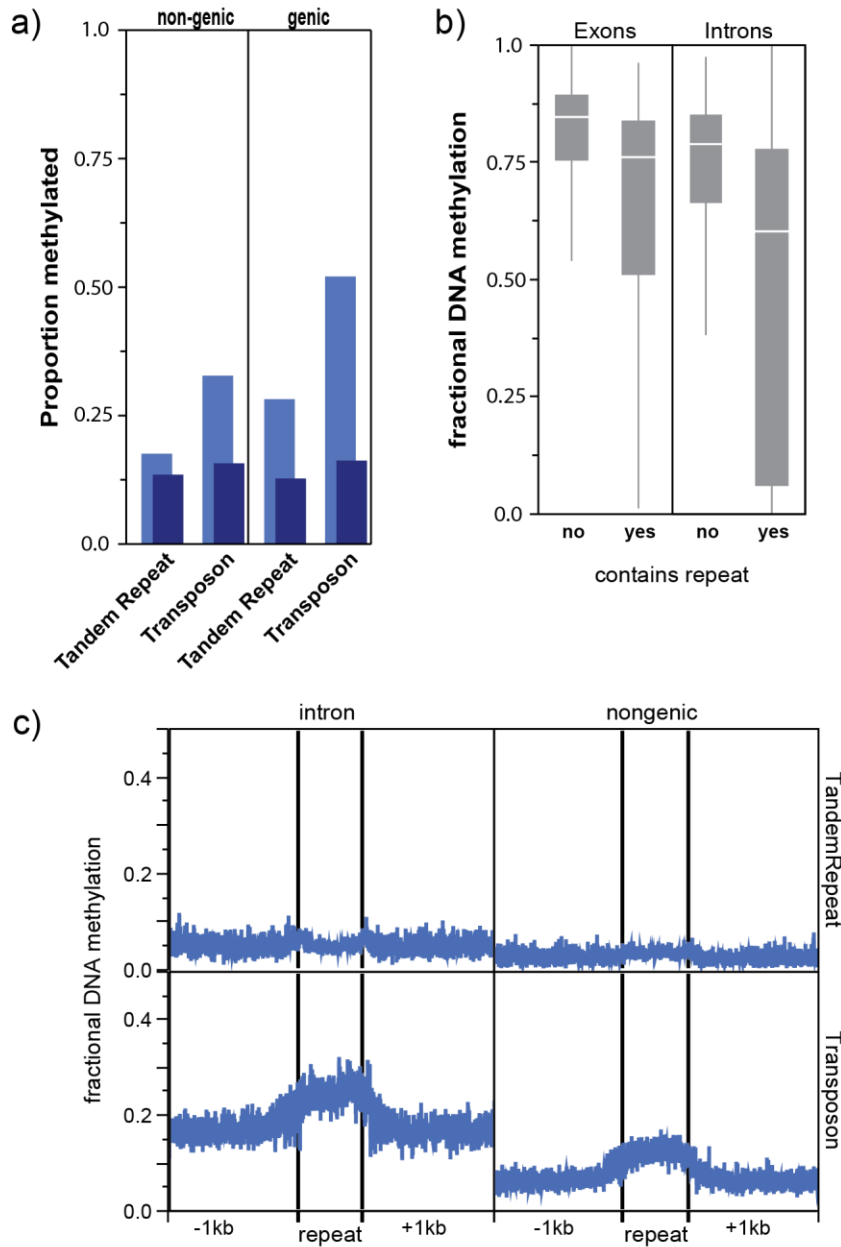 a)
non-genic genic
1.0
0.75
0.50
0.25
0.0
Proportion methylated
Tandem Repeat
Transposon
Tandem Repeat
Transposon
b)
Exons Introns
1.0
0.75
0.50
0.25
0.0
fractional DNA methylation
no yes no yes
contains repeat
c)
intron nongenic
0.4
0.2
0.0
TandemRepeat
0.4
0.2
0.0
Transposon
fractional DNA methylation
-1kb repeat +1kb -1kb repeat +1kb